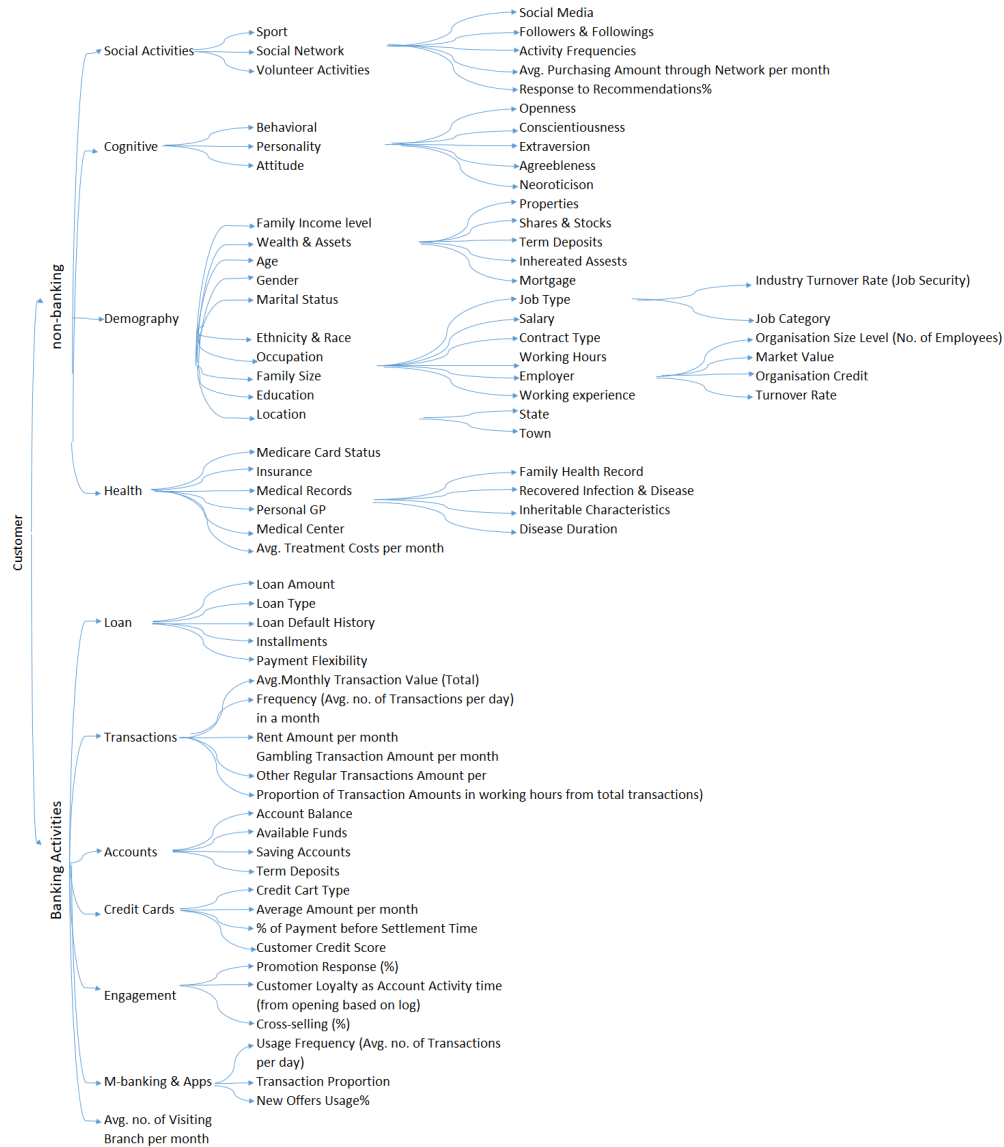 Customer
non-banking
Social Activities
Sport
Social Network
Volunteer Activities
Social Media
Followers & Followings
Activity Frequencies
Avg. Purchasing Amount through Network per month
Response to Recommendations%
Cognitive
Behavioral
Personality
Attitude
Openness
Conscientiousness
Extraversion
Agreebleness
Neoroticison
Demography
Family Income level
Wealth & Assets
Age
Gender
Marital Status
Ethnicity & Race
Occupation
Family Size
Education
Location
Properties
Shares & Stocks
Term Deposits
Inhereated Assests
Mortgage
Job Type
Salary
Contract Type
Working Hours
Employer
Working experience
State
Town
Industry Turnover Rate (Job Security)
Job Category
Organisation Size Level (No. of Employees)
Market Value
Organisation Credit
Turnover Rate
Health
Medicare Card Status
Insurance
Medical Records
Personal GP
Medical Center
Avg. Treatment Costs per month
Family Health Record
Recovered Infection & Disease
Inheritable Characteristics
Disease Duration
Banking Activities
Loan
Loan Amount
Loan Type
Loan Default History
Installments
Payment Flexibility
Transactions
Avg.Monthly Transaction Value (Total)
Frequency (Avg. no. of Transactions per day)
in a month
Rent Amount per month
Gambling Transaction Amount per month
Other Regular Transactions Amount per
Proportion of Transaction Amounts in working hours from total transactions)
Accounts
Account Balance
Available Funds
Saving Accounts
Term Deposits
Credit Cards
Credit Cart Type
Average Amount per month
% of Payment before Settlement Time
Customer Credit Score
Engagement
Promotion Response (%)
Customer Loyalty as Account Activity time
(from opening based on log)
Cross-selling (%)
M-banking & Apps
Usage Frequency (Avg. no. of Transactions
per day)
Transaction Proportion
New Offers Usage%
Avg. no. of Visiting
Branch per month